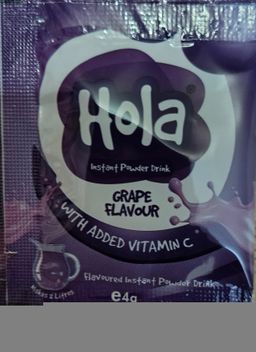 Hola®
Instant Powder Drink
GRAPE
FLAVOUR
WITH ADDED VITAMIN C
Makes 2 Litres
Flavoured Instant Powder Drink
e4g